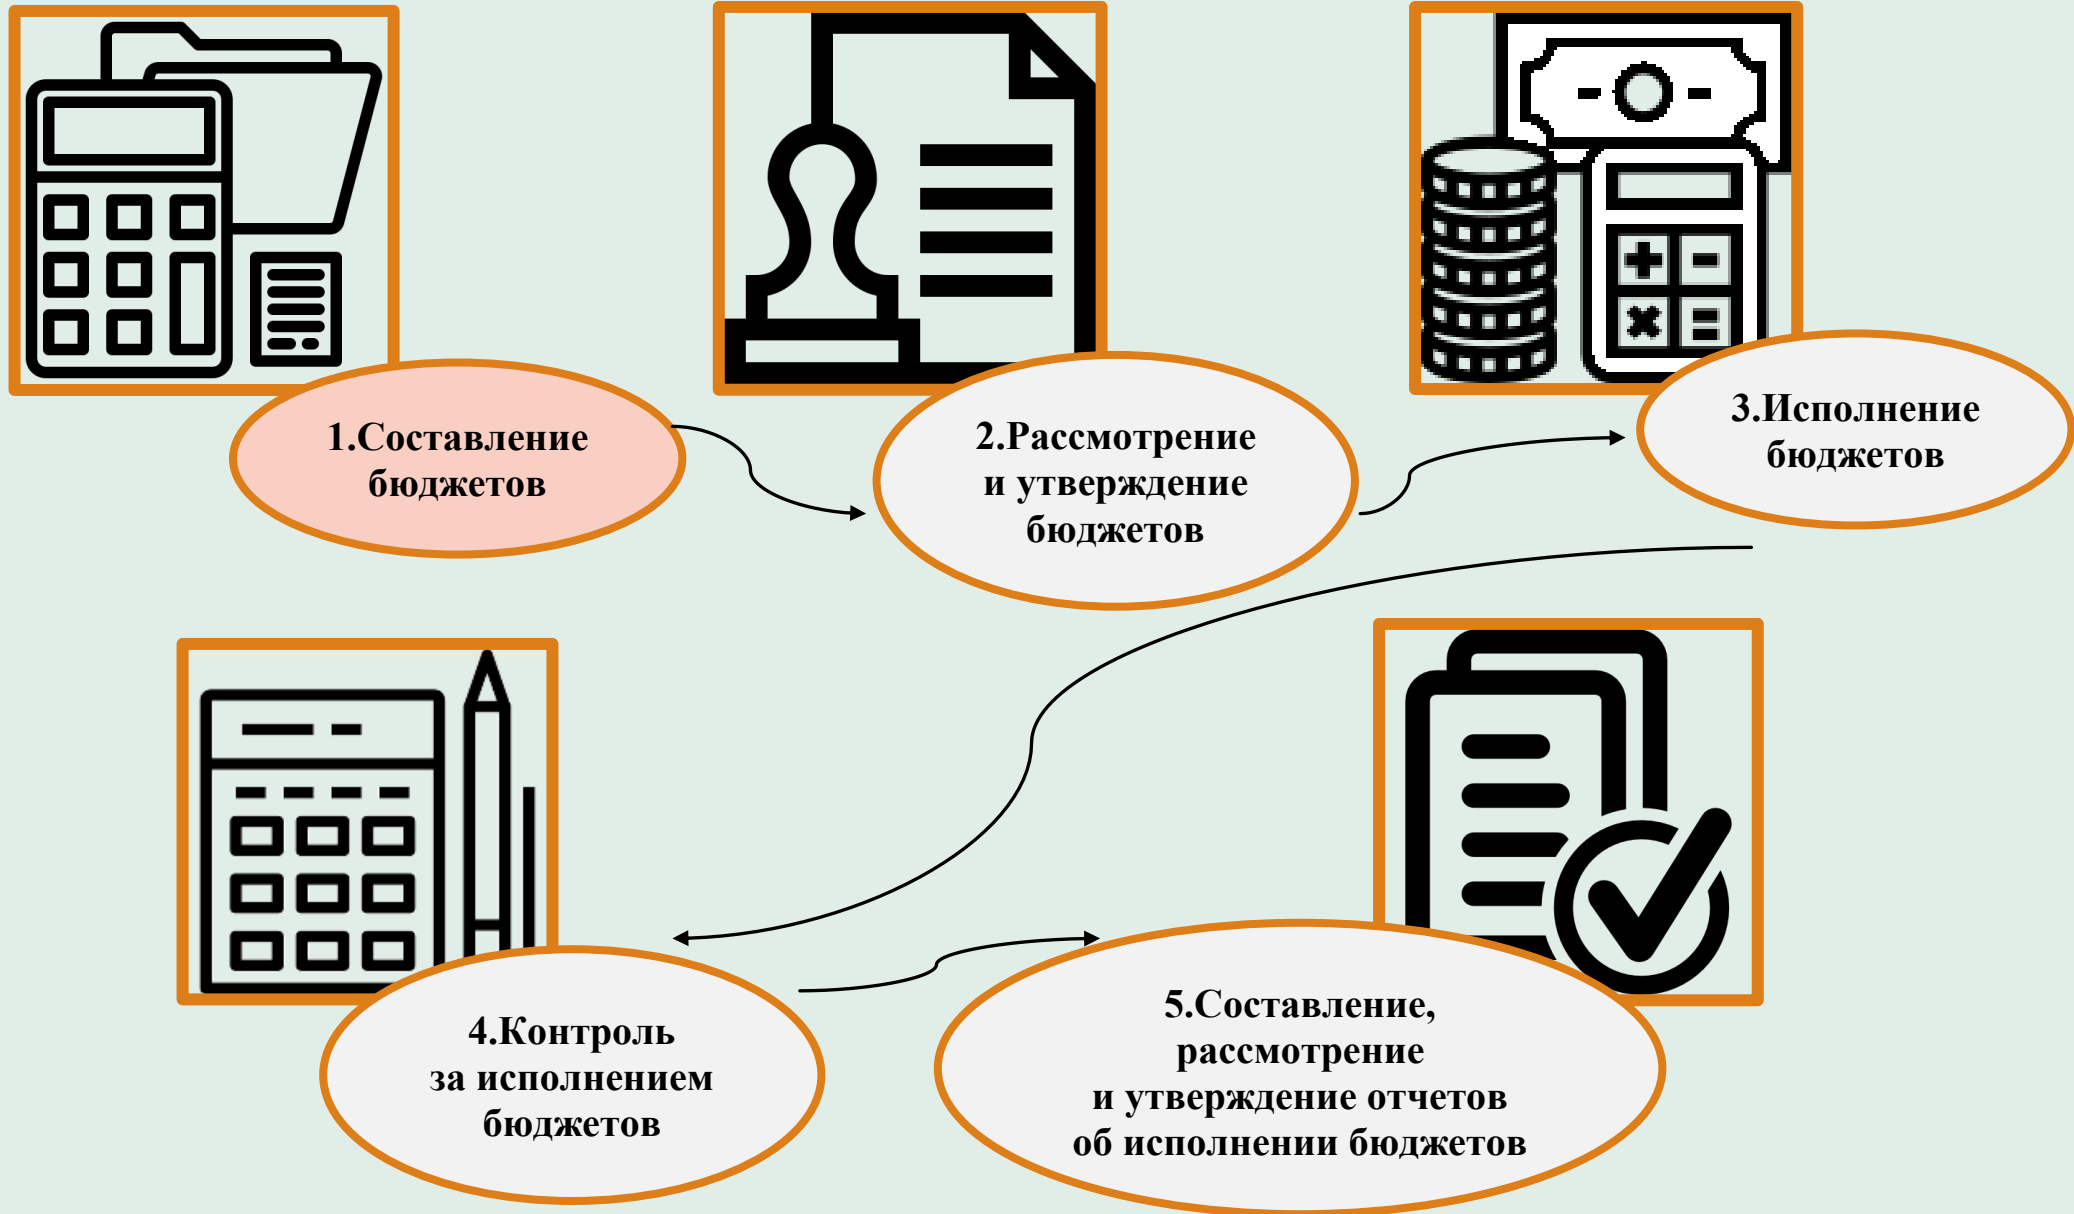 1.Составление
бюджетов
2.Рассмотрение
и утверждение
бюджетов
3.Исполнение
бюджетов
4.Контроль
за исполнением
бюджетов
5.Составление,
рассмотрение
и утверждение отчетов
об исполнении бюджетов